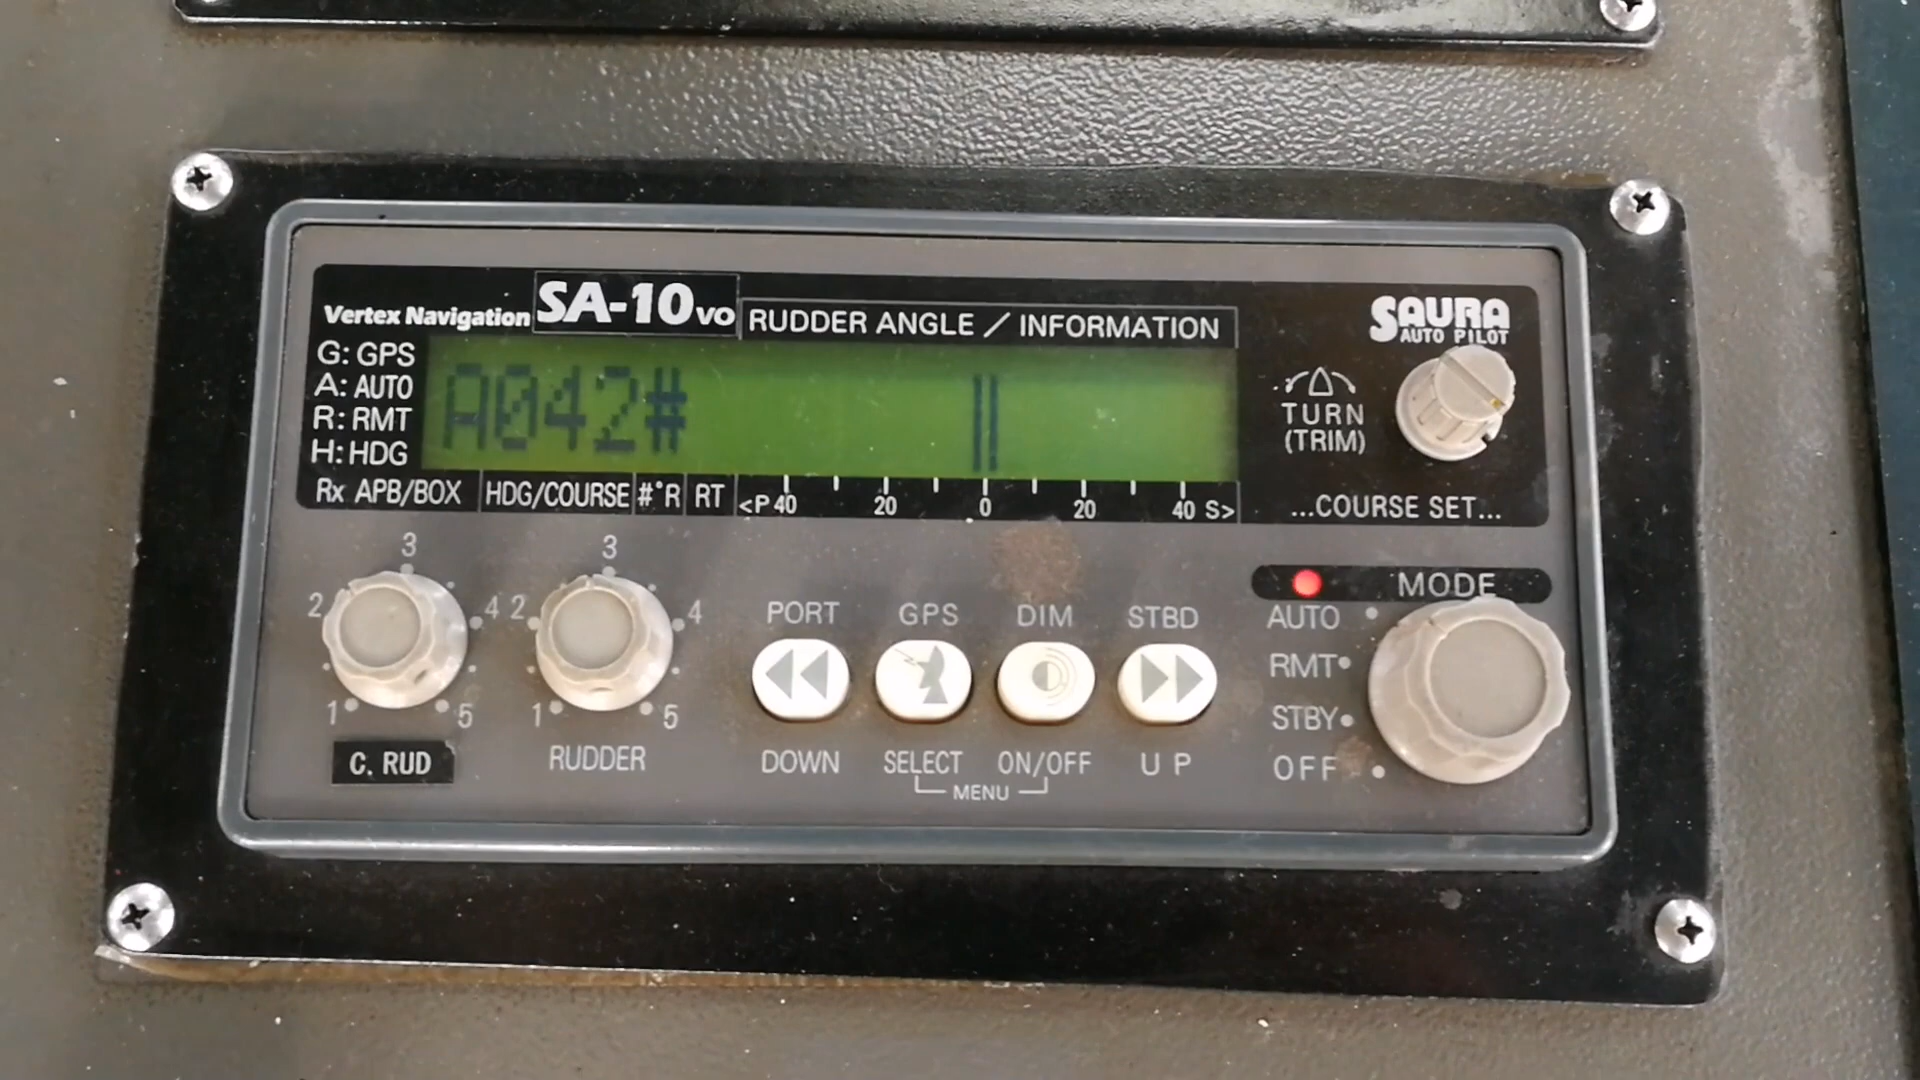 Vertex Navigation SA-10VO RUDDER ANGLE / INFORMATION
SAURA
AUTO PILOT
G: GPS
A: AUTO
R: RMT
H: HDG
A042#
TURN
(TRIM)
Rx APB/BOX HDG/COURSE #°R RT <P 40 20 0 20 40 S>
...COURSE SET...
3
2 4
1 5
C. RUD
3
2 4
1 5
RUDDER
PORT GPS DIM STBD
DOWN SELECT ON/OFF UP
MENU
MODE
AUTO
RMT
STBY
OFF